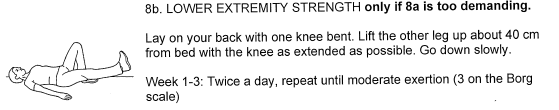 8b. LOWER EXTREMITY STRENGTH only if 8a is too demanding.
Lay on your back with one knee bent. Lift the other leg up about 40 cm
from bed with the knee as extended as possible. Go down slowly.
Week 1-3: Twice a day, repeat until moderate exertion (3 on the Borg
scale)